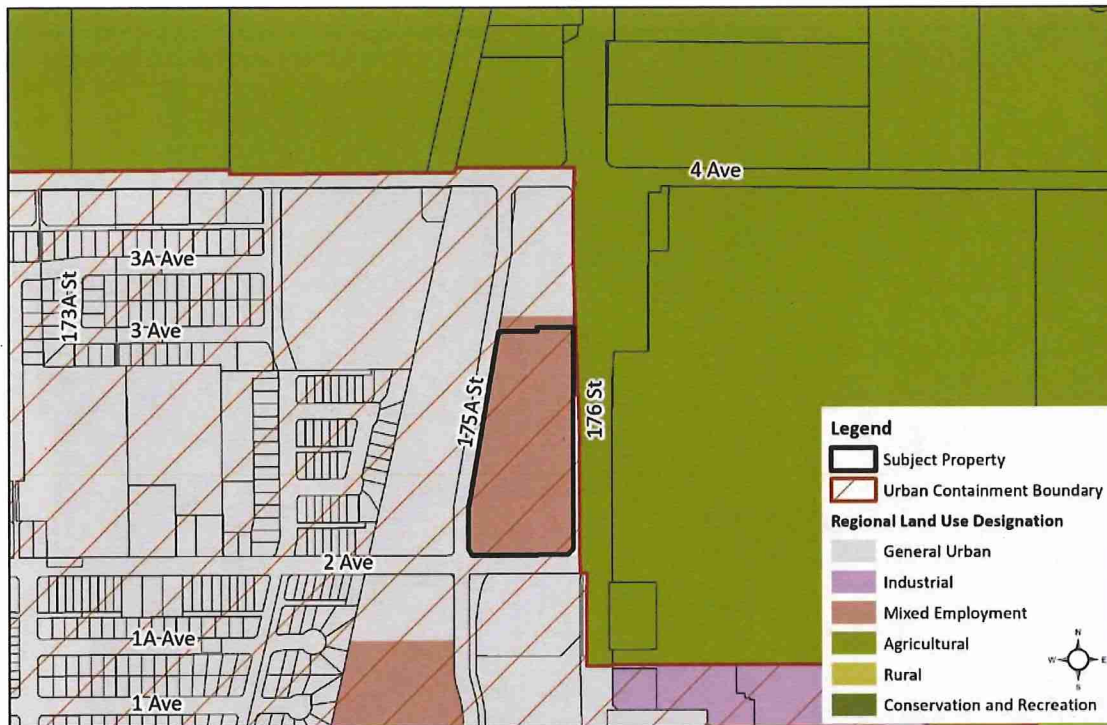 4 Ave
3A Ave
173A St
3 Ave
175A St
176 St
2 Ave
1A Ave
1 Ave
Legend
Subject Property
Urban Containment Boundary
Regional Land Use Designation
General Urban
Industrial
Mixed Employment
Agricultural
Rural
Conservation and Recreation
N
W
E
S